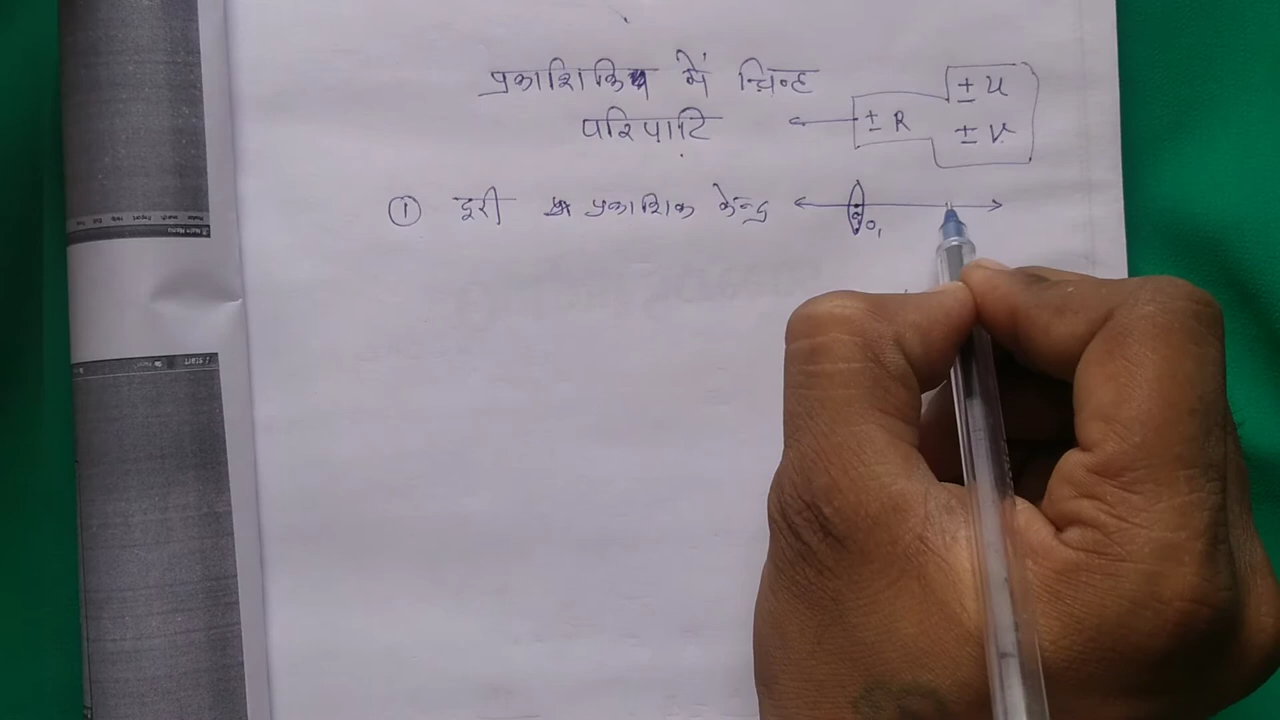 प्रकाशिकि में चिन्ह
परिपाटि
± R
± u
± v
① दूरी प्रकाशिक केन्द्र
O₁